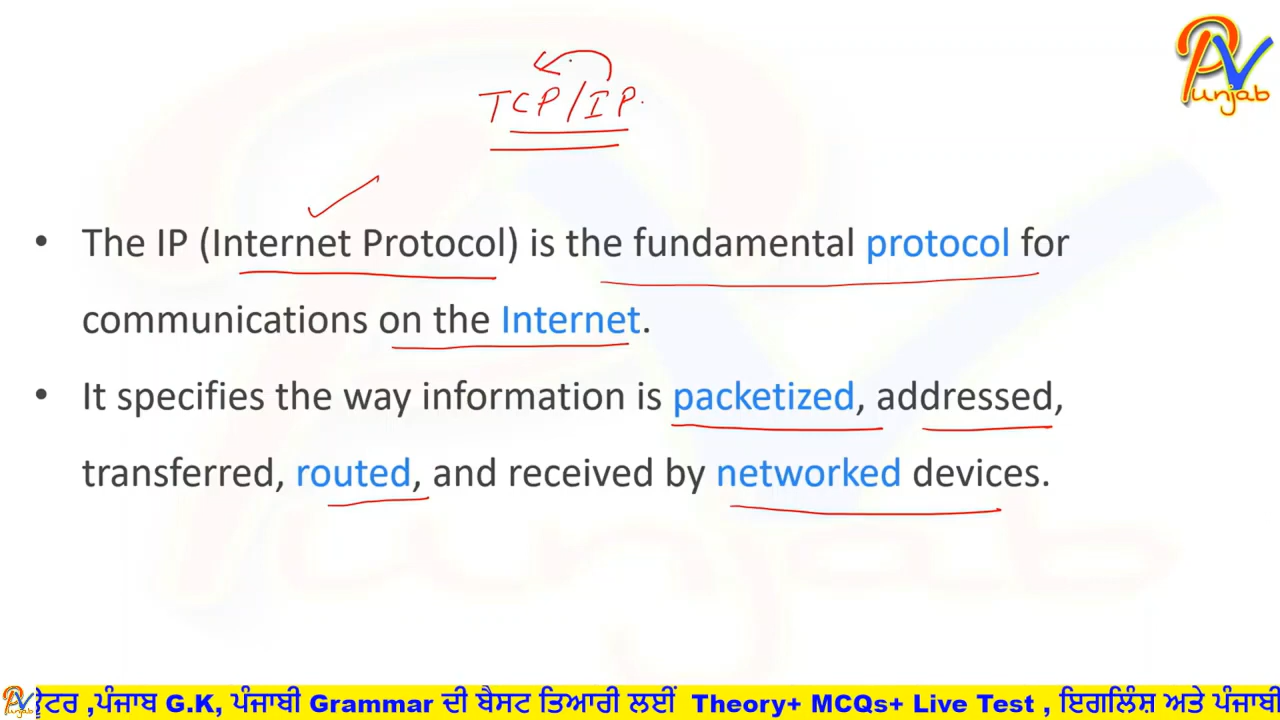 PV
Punjab
TCP/IP.
• The IP (Internet Protocol) is the fundamental protocol for
communications on the Internet.
• It specifies the way information is packetized, addressed,
transferred, routed, and received by networked devices.
ਪੰਜਾਬ G.K, ਪੰਜਾਬੀ Grammar ਦੀ ਬੈਸਟ ਤਿਆਰੀ ਲਈ Theory+ MCQs+ Live Test , ਇਗਲਿੰਸ਼ ਅਤੇ ਪੰਜਾਬੀ